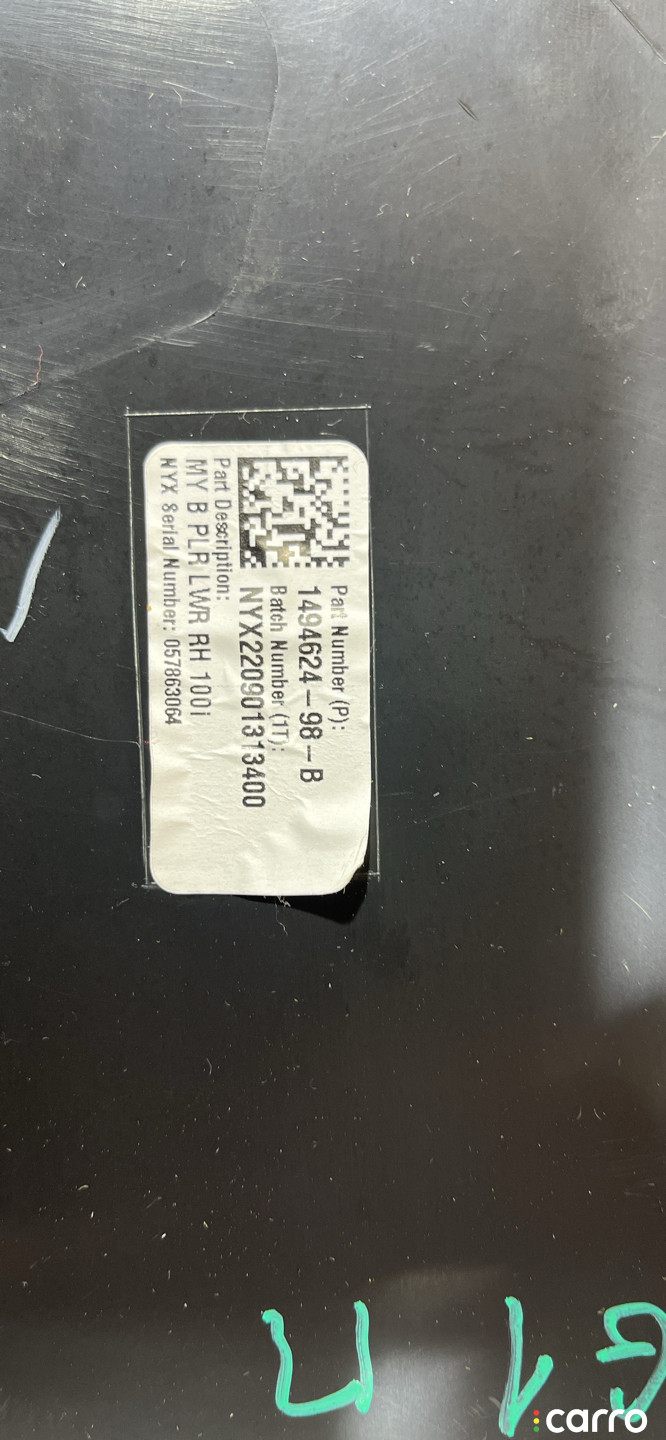 Part Number (P):
1494624-98-B
Batch Number (1T):
NYX220901313400
Part Description:
MY B PLR LWR RH 100i
NYX Serial Number: 057863064
carro